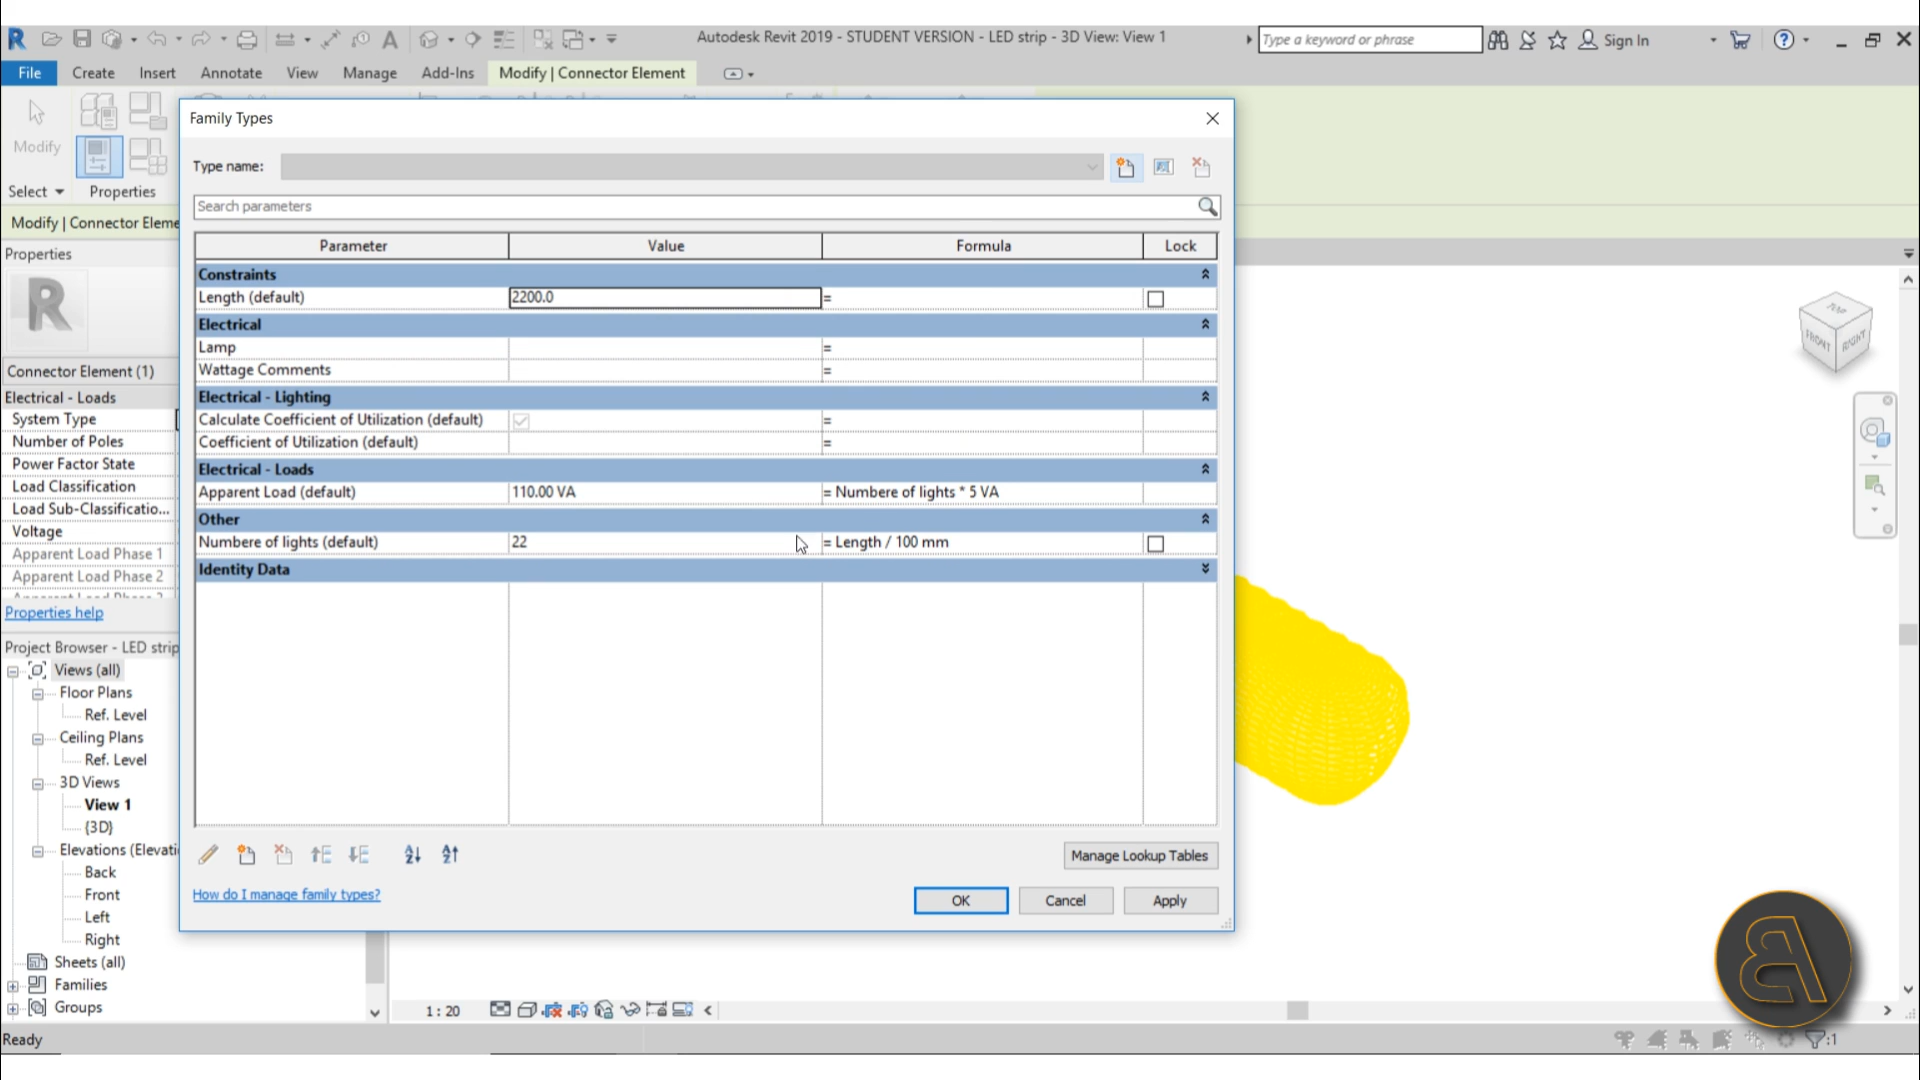 Autodesk Revit 2019 - STUDENT VERSION - LED strip - 3D View: View 1
Type a keyword or phrase
Sign In
File
Create
Insert
Annotate
View
Manage
Add-Ins
Modify | Connector Element
Modify
Select
Properties
Modify | Connector Eleme
Properties
Connector Element (1)
Electrical - Loads
System Type
Number of Poles
Power Factor State
Load Classification
Load Sub-Classificatio...
Voltage
Apparent Load Phase 1
Apparent Load Phase 2
Properties help
Project Browser - LED strip
Views (all)
Floor Plans
Ref. Level
Ceiling Plans
Ref. Level
3D Views
View 1
{3D}
Elevations (Elevati
Back
Front
Left
Right
Sheets (all)
Families
Groups
Family Types
Type name:
Search parameters
Parameter Value Formula Lock
Constraints
Length (default) 2200.0 =
Electrical
Lamp =
Wattage Comments =
Electrical - Lighting
Calculate Coefficient of Utilization (default) =
Coefficient of Utilization (default) =
Electrical - Loads
Apparent Load (default) 110.00 VA = Numbere of lights * 5 VA
Other
Numbere of lights (default) 22 = Length / 100 mm
Identity Data
Manage Lookup Tables
How do I manage family types?
OK
Cancel
Apply
TOP
FRONT
RIGHT
1 : 20
Ready
:1